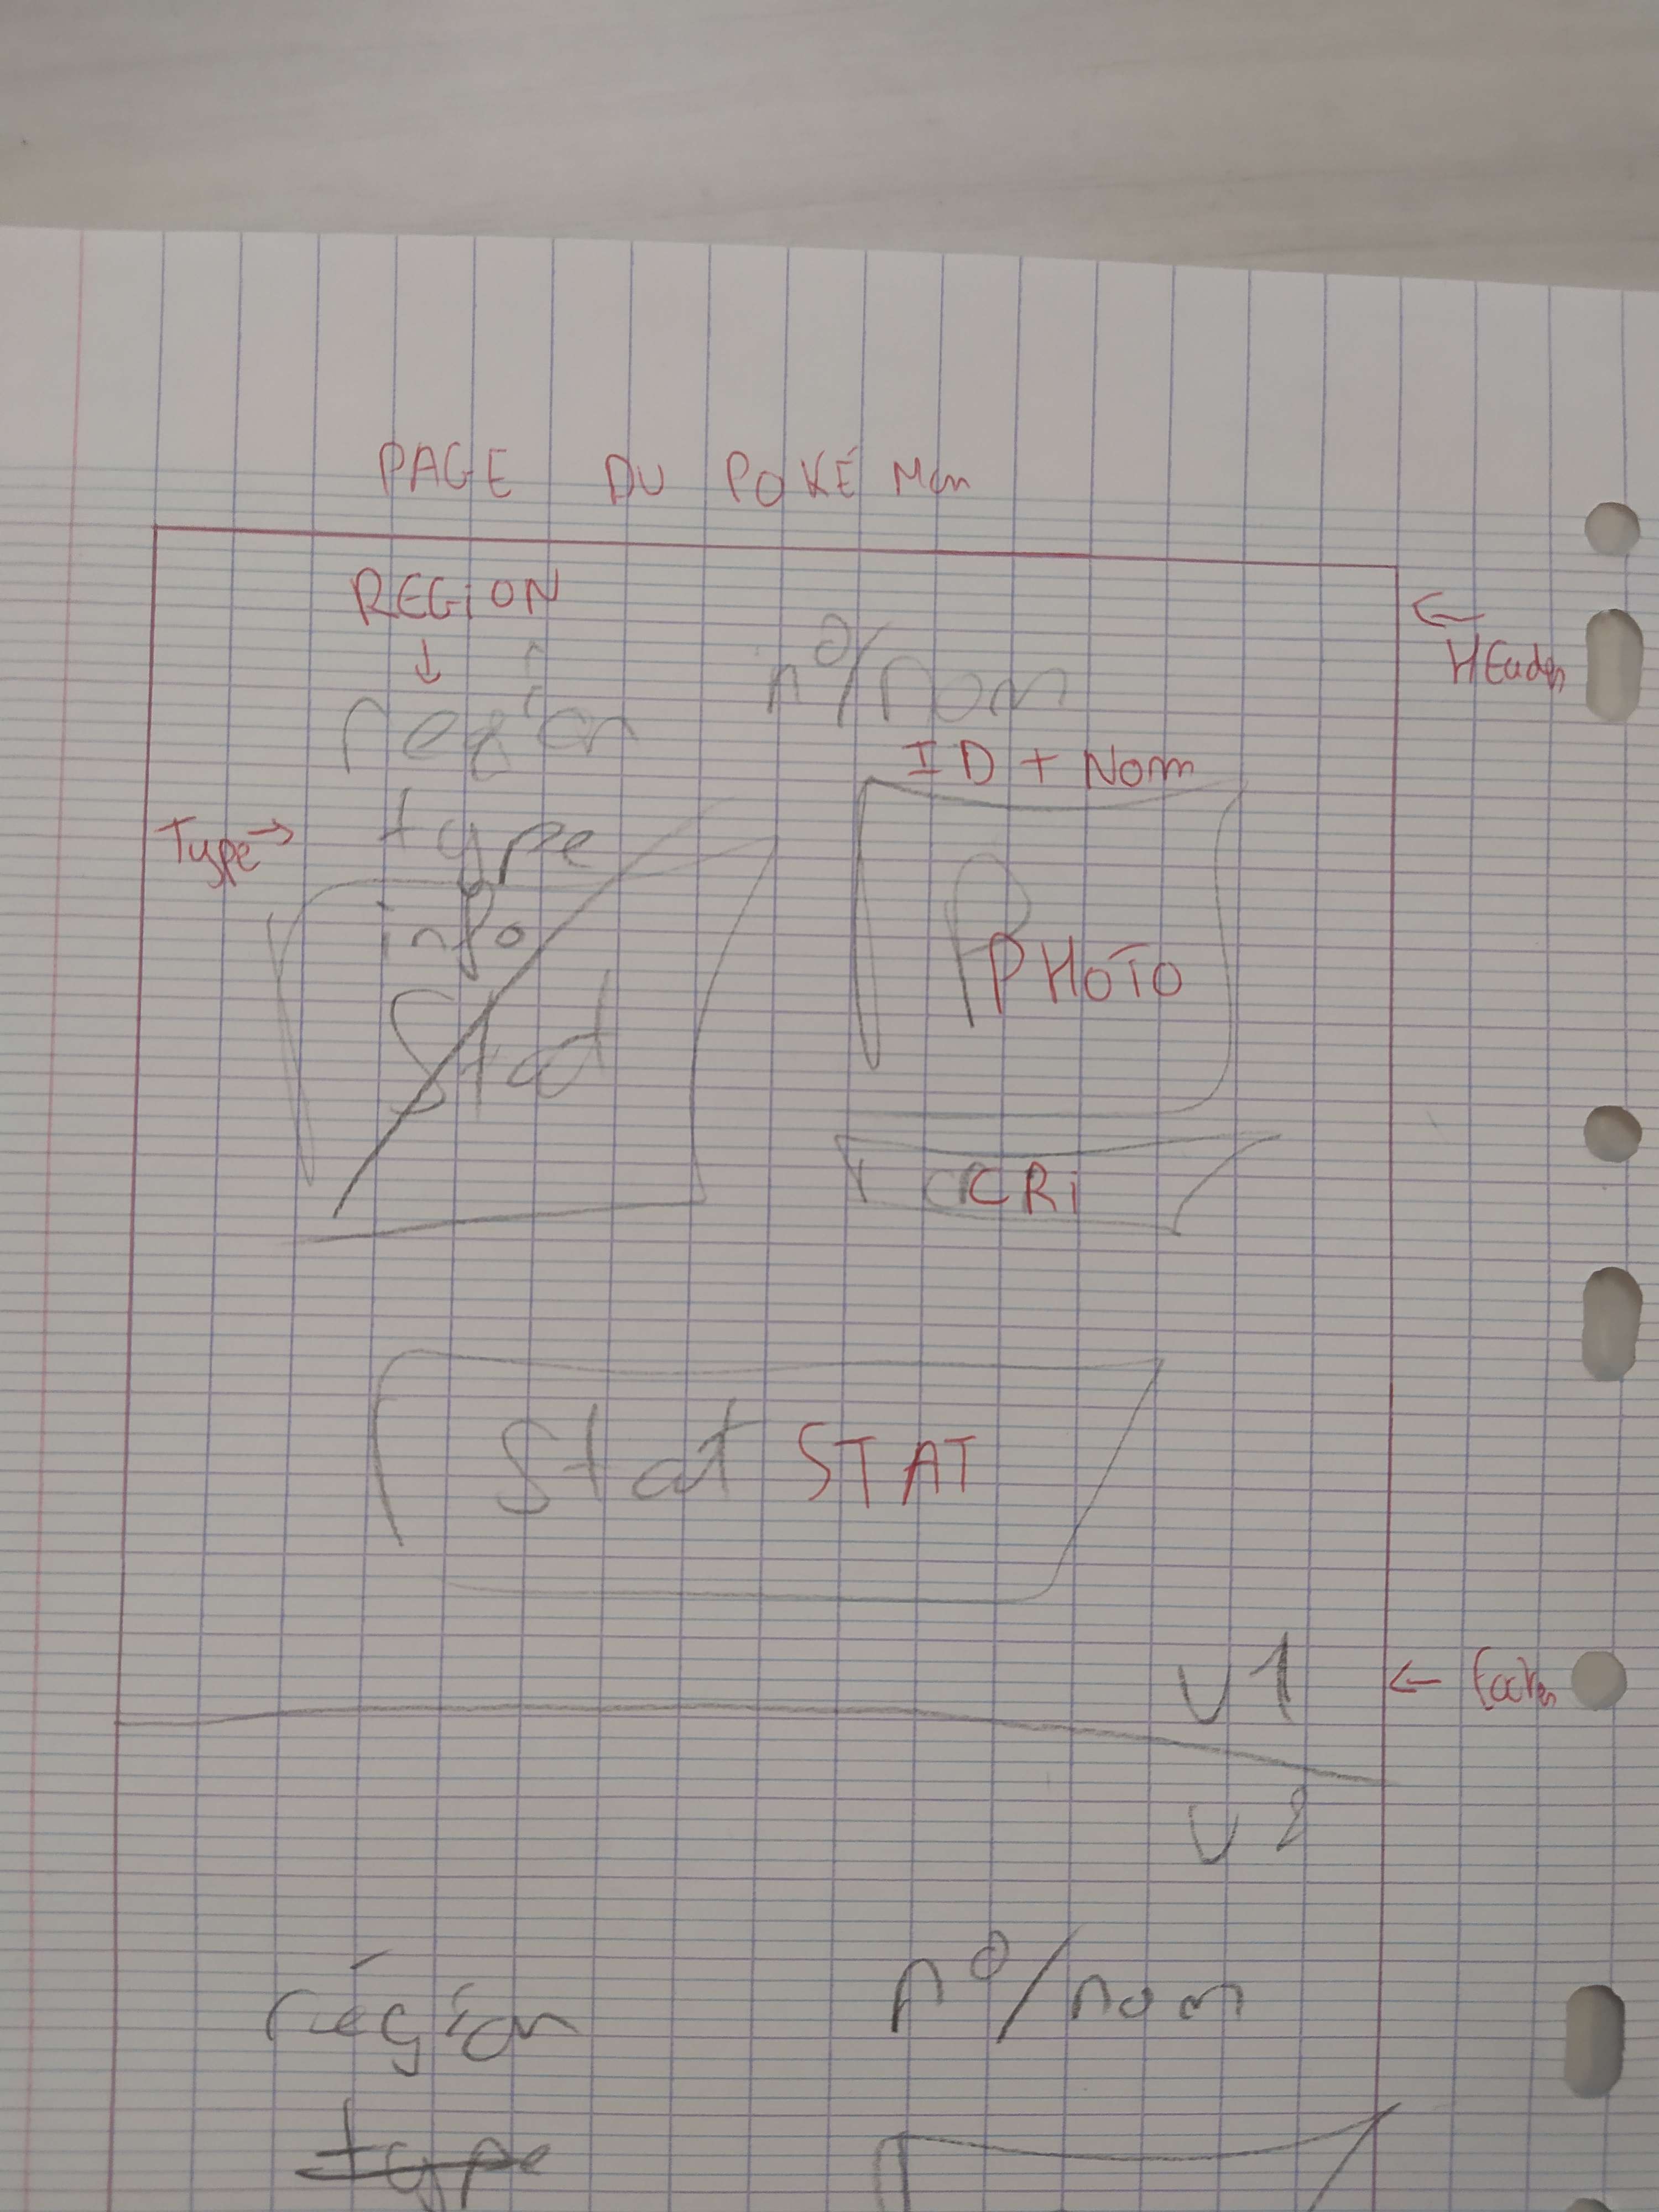 PAGE DU POKÉMon
REGiON
HEader
n°/nom
région
ID + Nom
Type
type
info
PHOTO
CRi
Stat STAT
v1
footer
v2
n°/nom
région
type